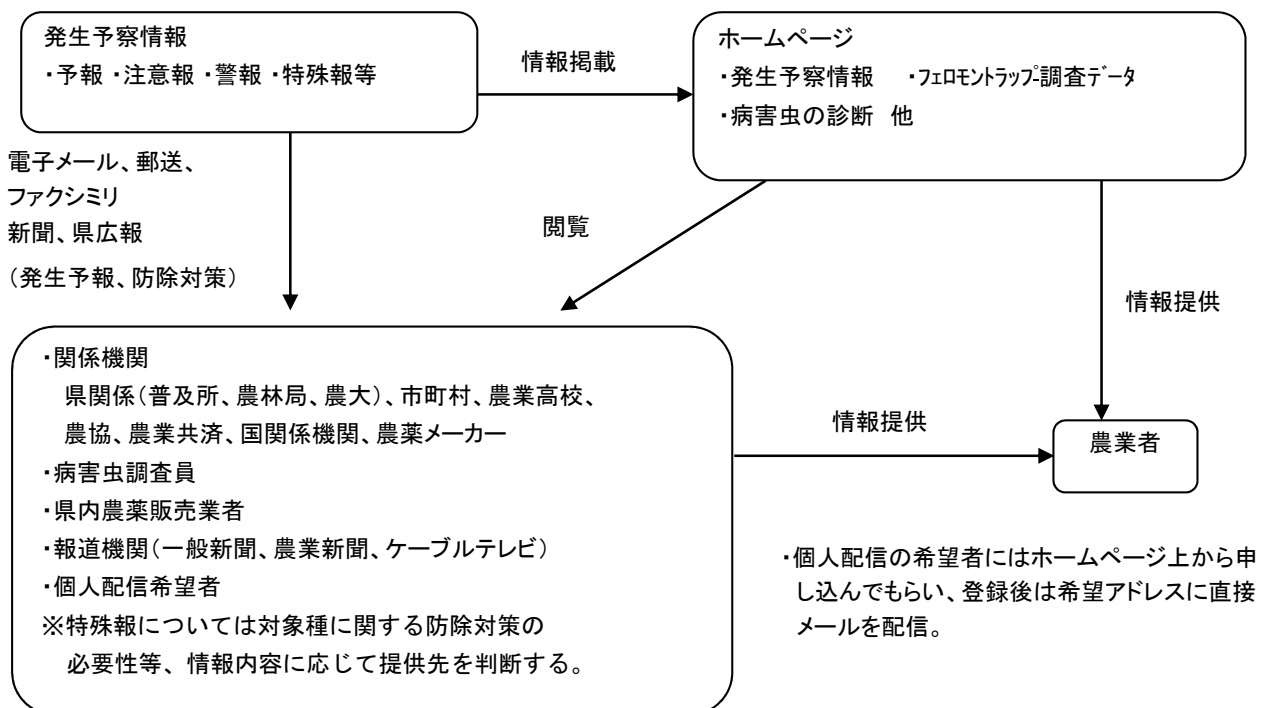 発生予察情報
・予報 ・注意報 ・警報 ・特殊報等
情報掲載
ホームページ
・発生予察情報　・フェロモントラップ調査データ
・病害虫の診断 他
電子メール、郵送、
ファクシミリ
新聞、県広報
（発生予報、防除対策）
閲覧
情報提供
・関係機関
県関係（普及所、農林局、農大）、市町村、農業高校、
農協、農業共済、国関係機関、農薬メーカー
・病害虫調査員
・県内農薬販売業者
・報道機関（一般新聞、農業新聞、ケーブルテレビ）
・個人配信希望者
※特殊報については対象種に関する防除対策の
必要性等、情報内容に応じて提供先を判断する。
情報提供
農業者
・個人配信の希望者にはホームページ上から申
し込んでもらい、登録後は希望アドレスに直接
メールを配信。